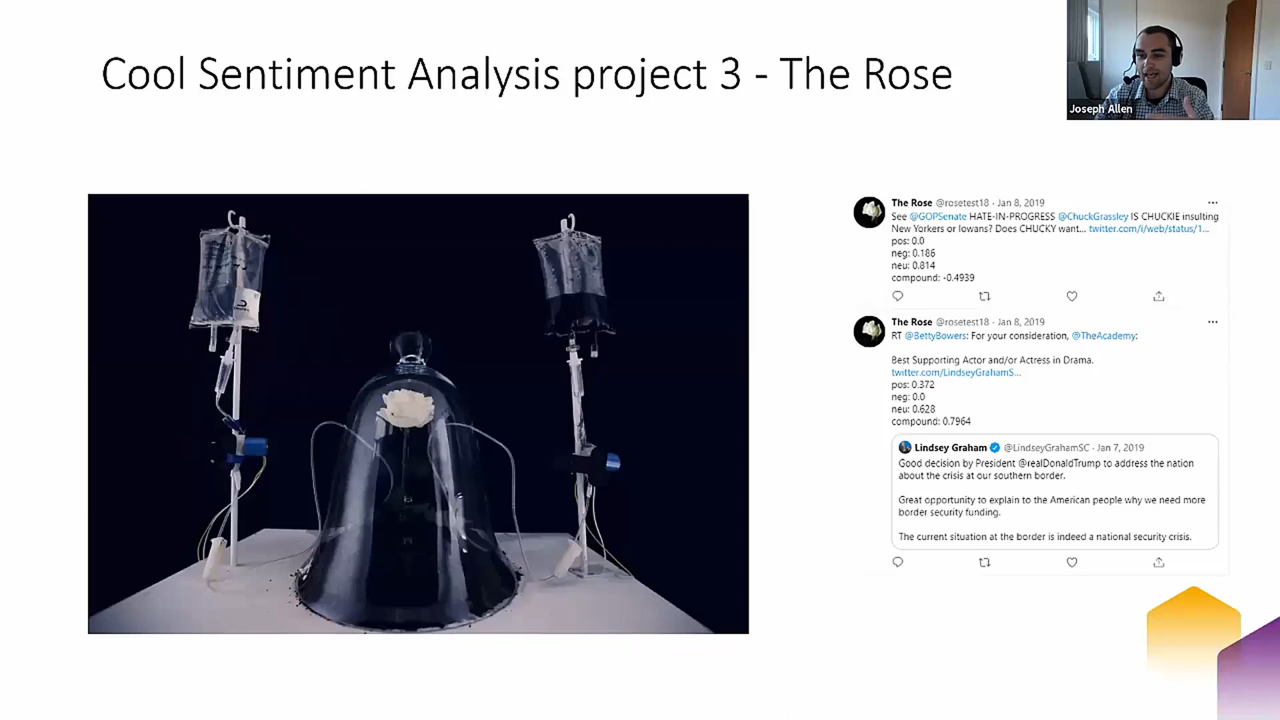 Cool Sentiment Analysis project 3 - The Rose
Joseph Allen
The Rose @rosetest18 · Jan 8, 2019
See @GOPSenate HATE-IN-PROGRESS @ChuckGrassley IS CHUCKIE insulting
New Yorkers or Iowans? Does CHUCKY want... twitter.com/i/web/status/1...
pos: 0.0
neg: 0.186
neu: 0.814
compound: -0.4939
The Rose @rosetest18 · Jan 8, 2019
RT @BettyBowers: For your consideration, @TheAcademy:
Best Supporting Actor and/or Actress in Drama.
twitter.com/LindseyGrahamS...
pos: 0.372
neg: 0.0
neu: 0.628
compound: 0.7964
Lindsey Graham @LindseyGrahamSC · Jan 7, 2019
Good decision by President @realDonaldTrump to address the nation
about the crisis at our southern border.
Great opportunity to explain to the American people why we need more
border security funding.
The current situation at the border is indeed a national security crisis.